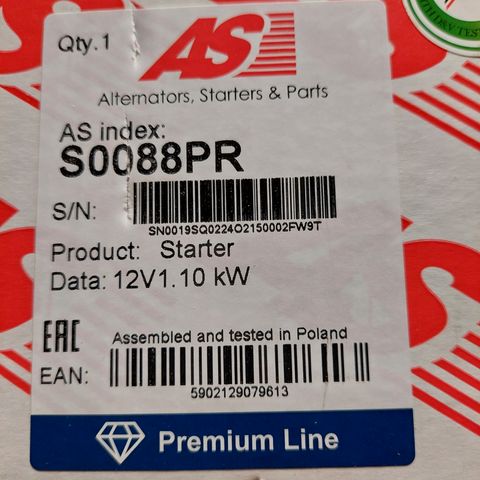 Qty.1
AS
Alternators, Starters & Parts
AS index:
S0088PR
S/N:
SN0019SQ0224O2150002FW9T
Product: Starter
Data: 12V1.10 kW
EAC
Assembled and tested in Poland
EAN:
5902129079613
Premium Line